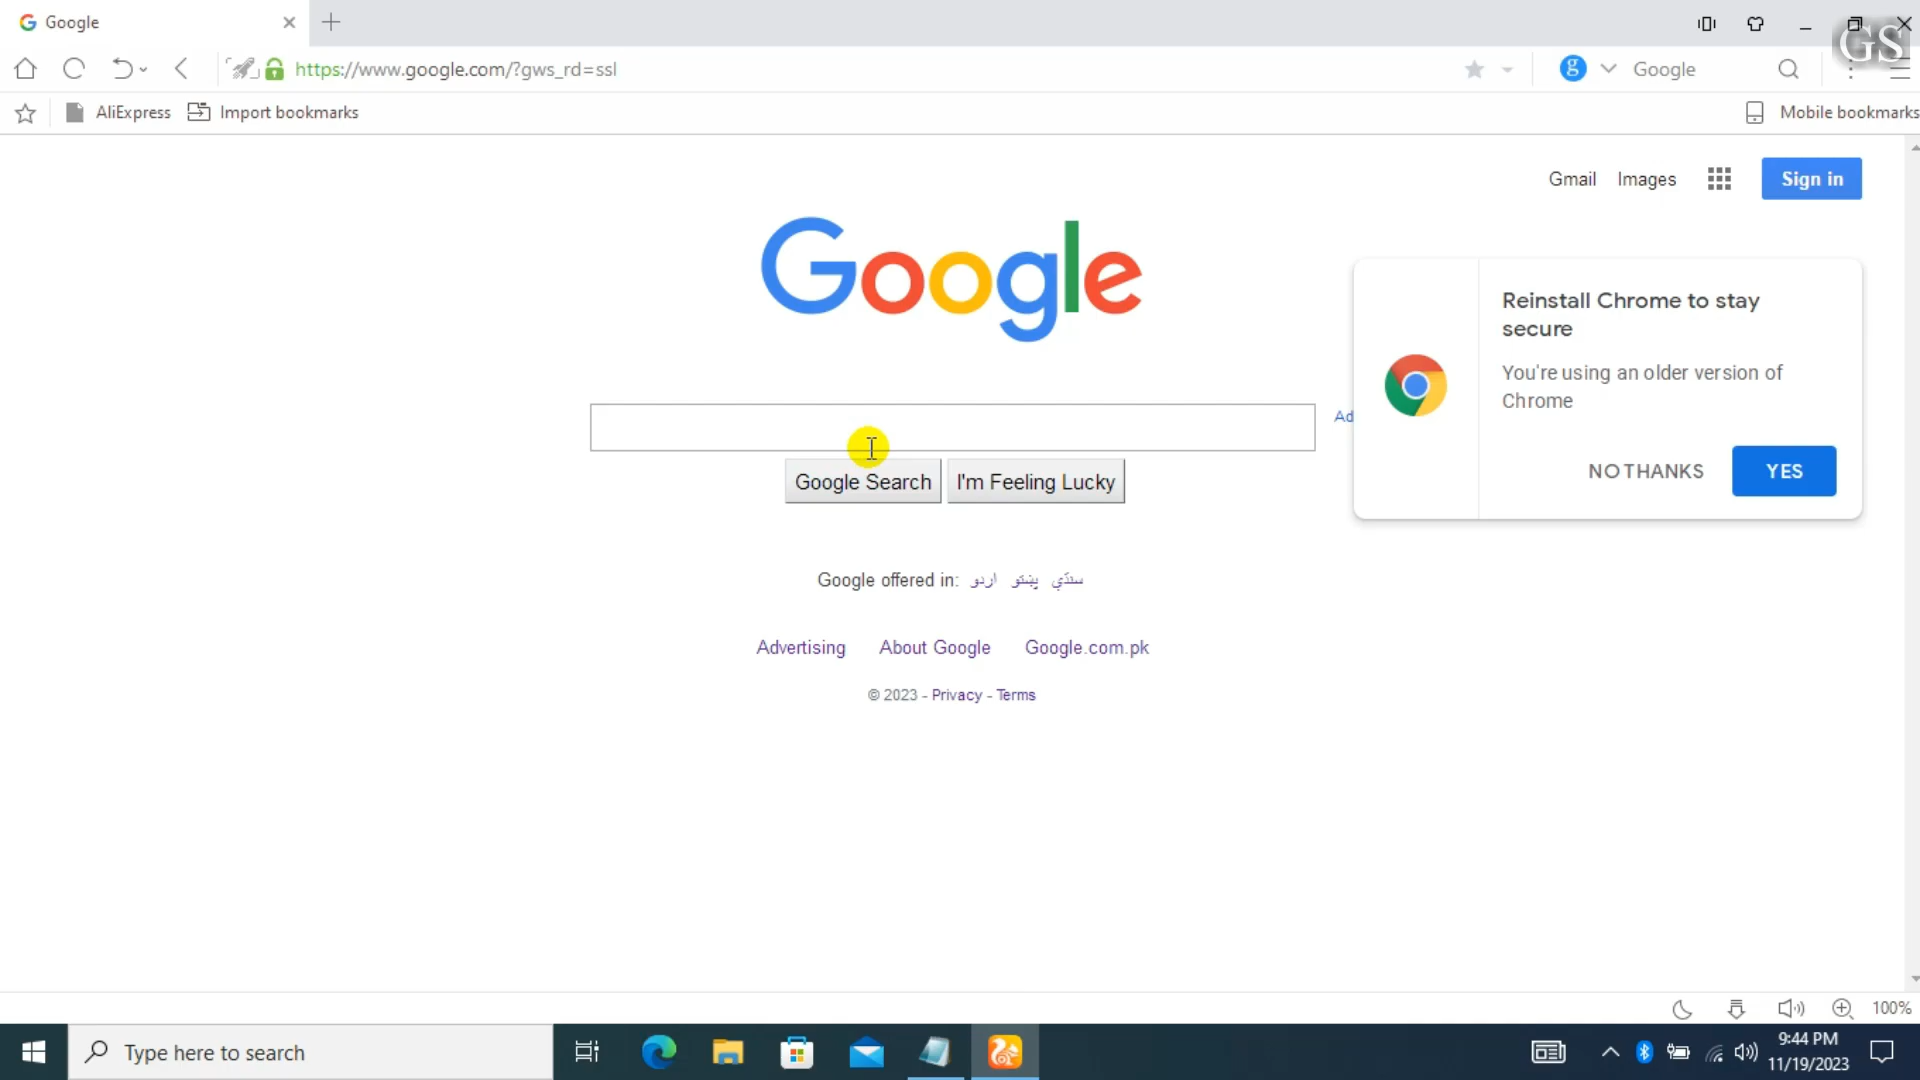 Google
GS
https://www.google.com/?gws_rd=ssl
Google
AliExpress
Import bookmarks
Mobile bookmarks
Gmail
Images
Sign in
Google
Reinstall Chrome to stay
secure
You're using an older version of
Chrome
NO THANKS
YES
Ad
Google Search
I'm Feeling Lucky
Google offered in: اردو پښتو سنڌي
Advertising
About Google
Google.com.pk
© 2023 - Privacy - Terms
100%
Type here to search
9:44 PM
11/19/2023